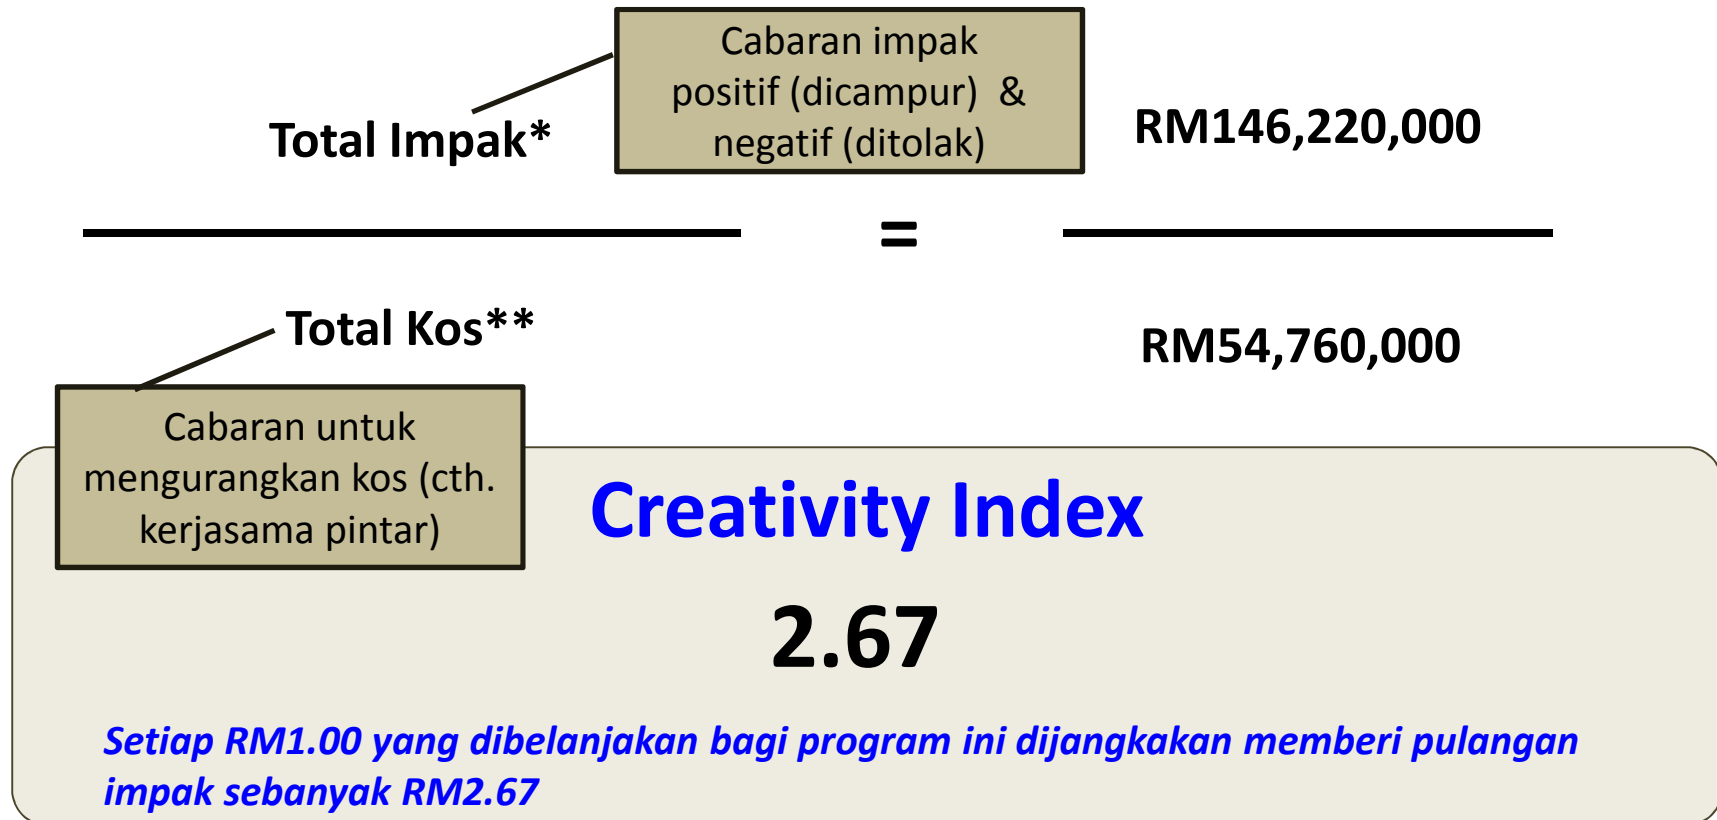 Cabaran impak
positif (dicampur) &
negatif (ditolak)
Total Impak*
RM146,220,000
=
Total Kos**
RM54,760,000
Cabaran untuk
mengurangkan kos (cth.
kerjasama pintar)
Creativity Index
2.67
Setiap RM1.00 yang dibelanjakan bagi program ini dijangkakan memberi pulangan
impak sebanyak RM2.67